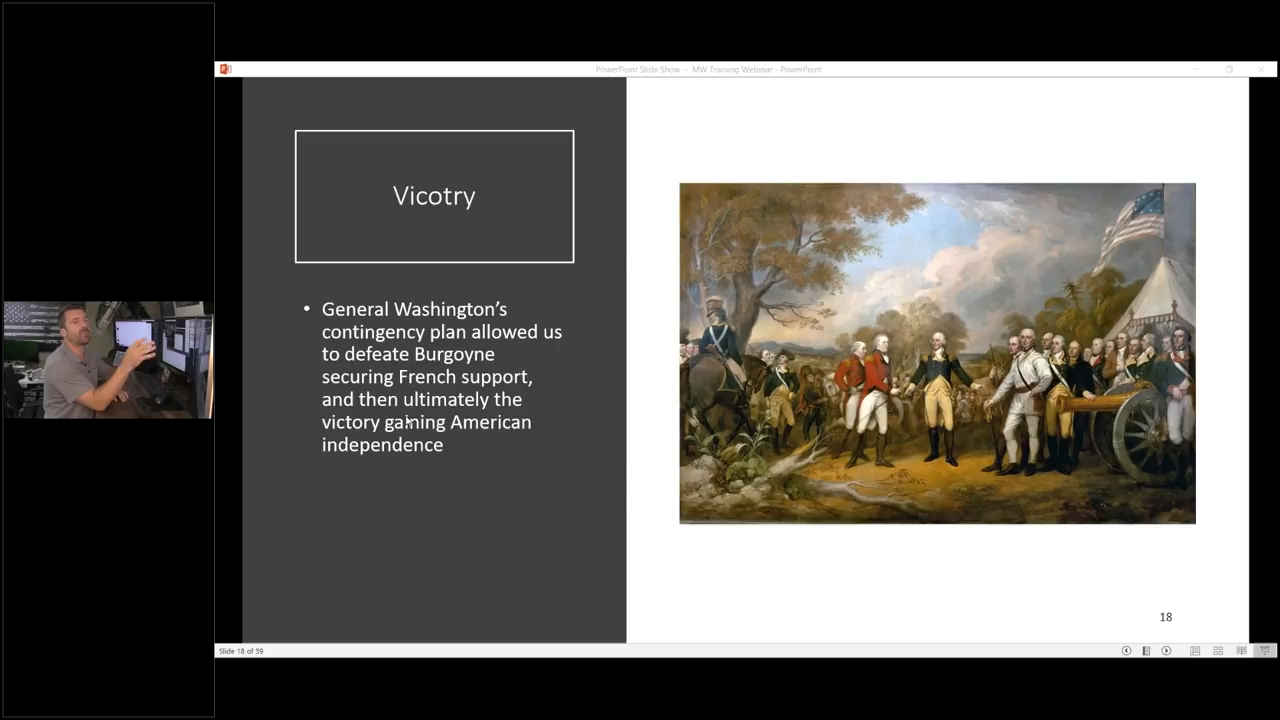 PowerPoint Slide Show - MW Training Webinar - PowerPoint
Vicotry
• General Washington's
contingency plan allowed us
to defeate Burgoyne
securing French support,
and then ultimately the
victory gaining American
independence
18
Slide 18 of 59